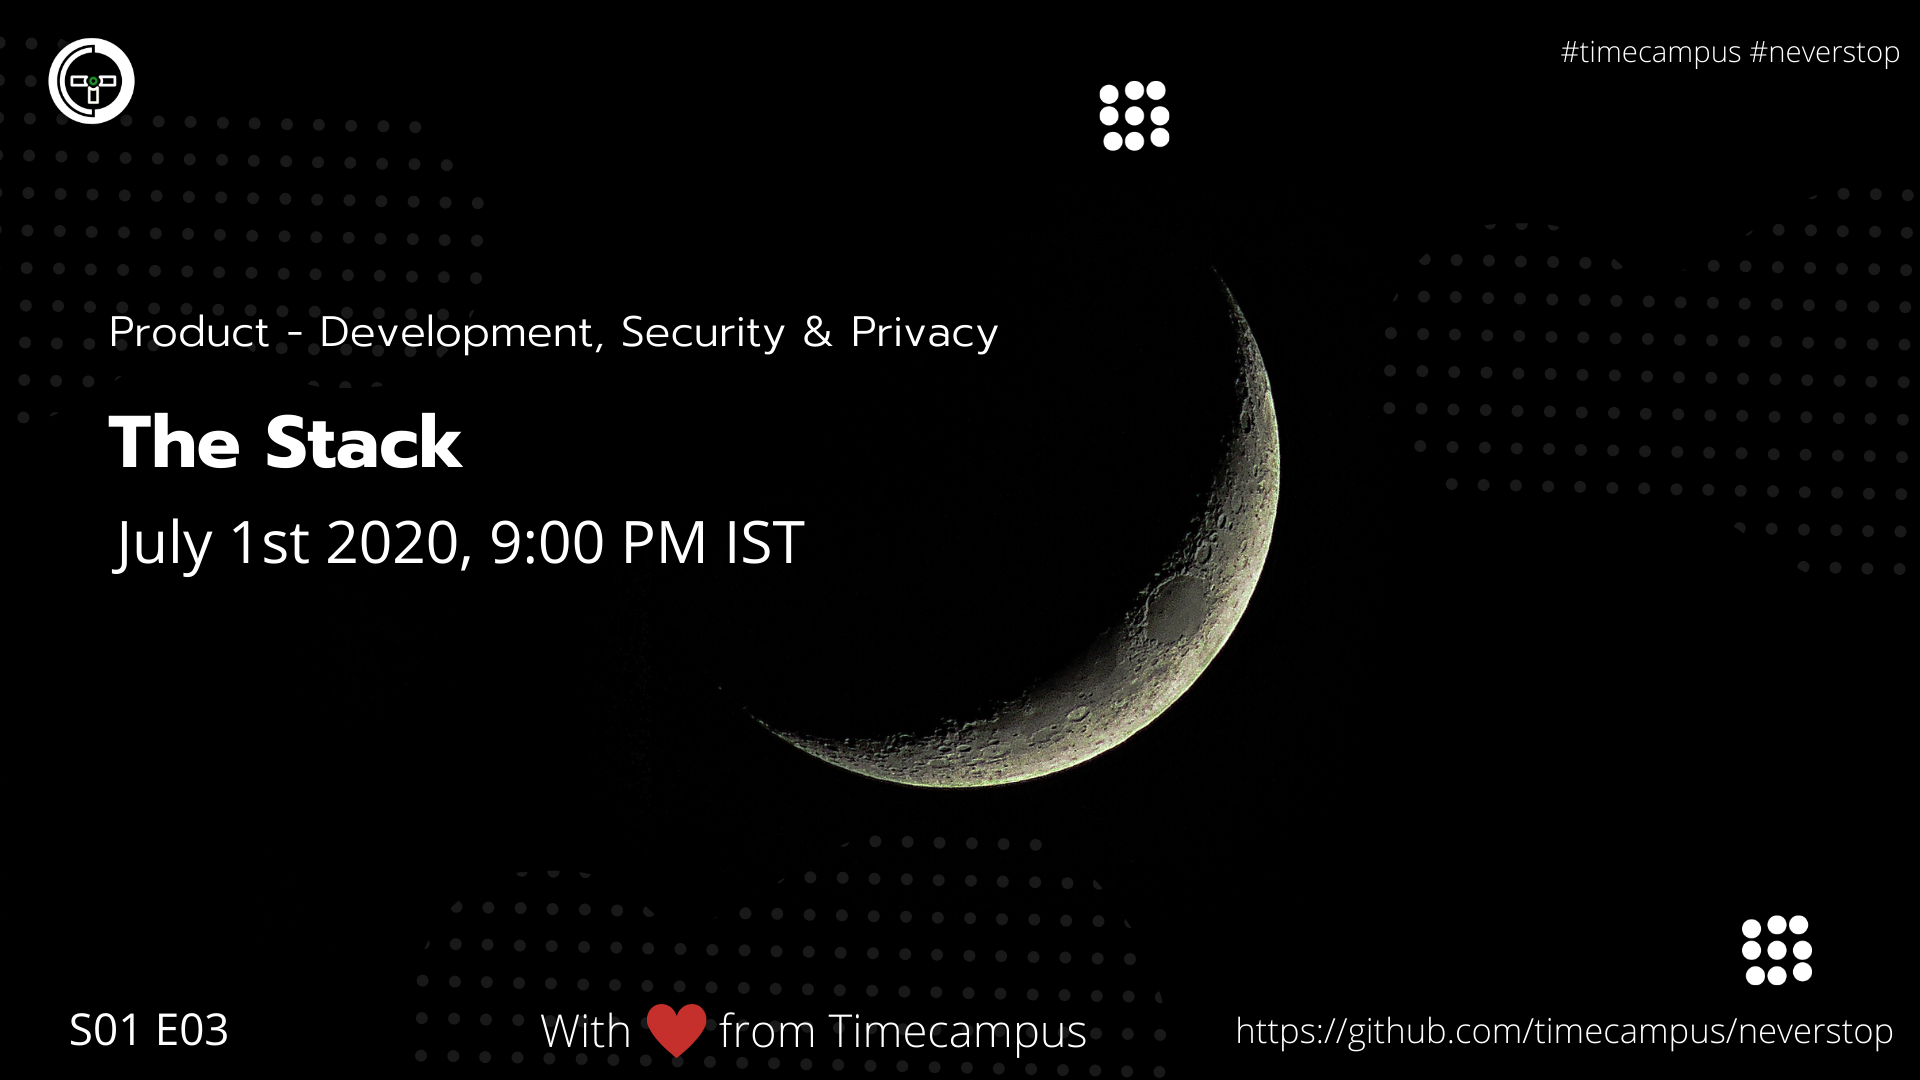 #timecampus #neverstop
Product - Development, Security & Privacy
The Stack
July 1st 2020, 9:00 PM IST
S01 E03
With ❤ from Timecampus
https://github.com/timecampus/neverstop